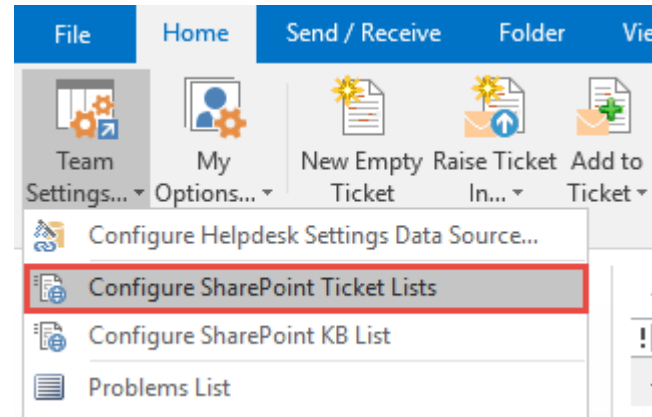 File Home Send / Receive Folder
Team My New Empty Raise Ticket Add to
Settings... Options... Ticket In... Ticket
Configure Helpdesk Settings Data Source...
Configure SharePoint Ticket Lists
Configure SharePoint KB List
!
Problems List